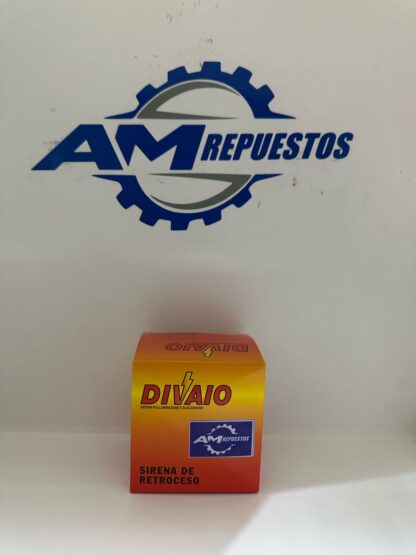 AM REPUESTOS
DIVAIO
DIVAIO
AM REPUESTOS
SIRENA DE
RETROCESO